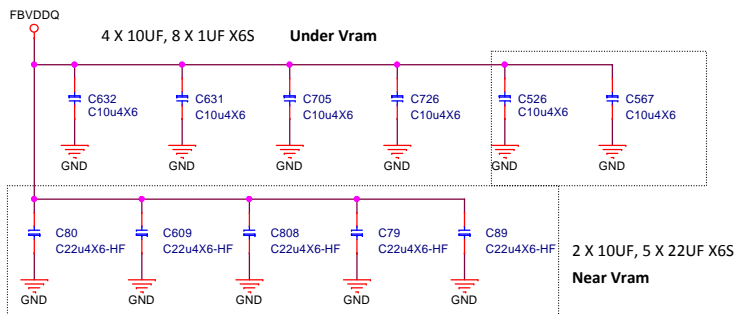 FBVDDQ
4 X 10UF, 8 X 1UF X6S Under Vram
C632 C631 C705 C726 C526 C567
C10u4X6 C10u4X6 C10u4X6 C10u4X6 C10u4X6 C10u4X6
GND GND GND GND GND GND
C80 C609 C808 C79 C89
C22u4X6-HF C22u4X6-HF C22u4X6-HF C22u4X6-HF C22u4X6-HF
2 X 10UF, 5 X 22UF X6S
Near Vram
GND GND GND GND GND